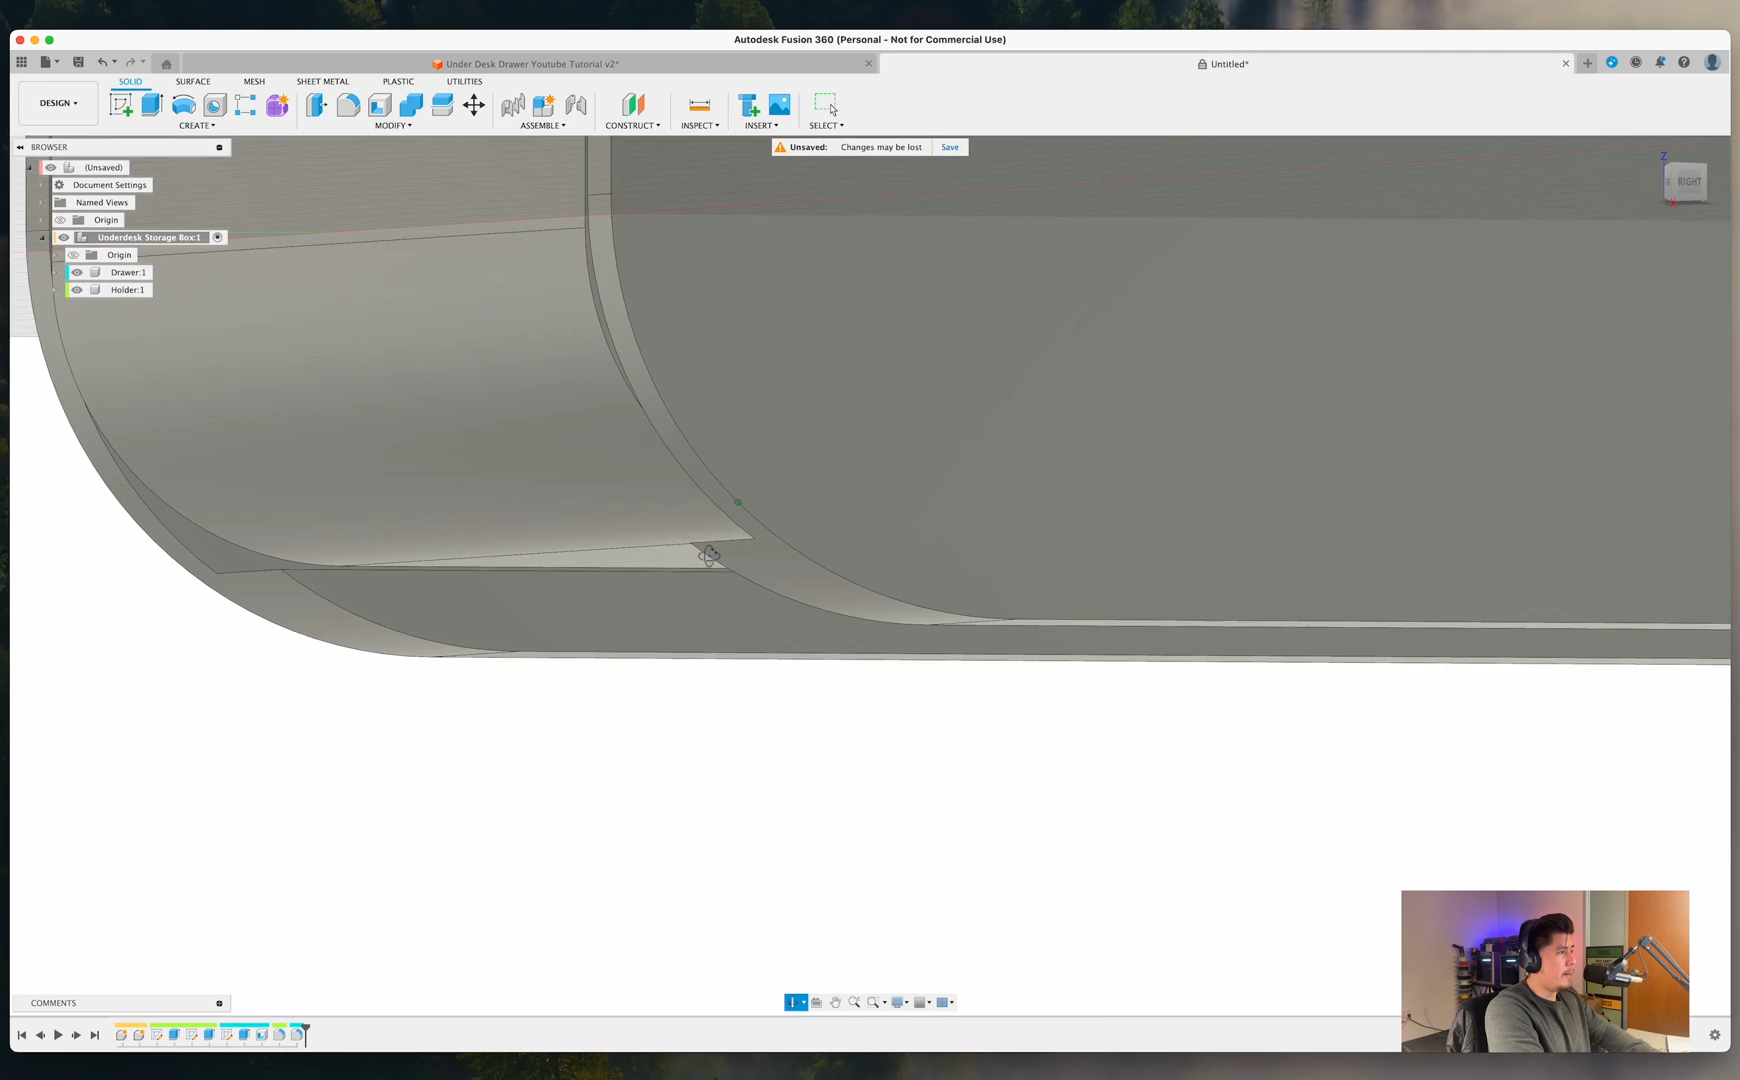 Autodesk Fusion 360 (Personal - Not for Commercial Use)
Under Desk Drawer Youtube Tutorial v2*
Untitled*
SOLID SURFACE MESH SHEET METAL PLASTIC UTILITIES
DESIGN
CREATE MODIFY ASSEMBLE CONSTRUCT INSPECT INSERT SELECT
BROWSER
Unsaved: Changes may be lost Save
(Unsaved)
Document Settings
Named Views
Origin
Underdesk Storage Box:1
Origin
Drawer:1
Holder:1
Z
RIGHT
X
COMMENTS